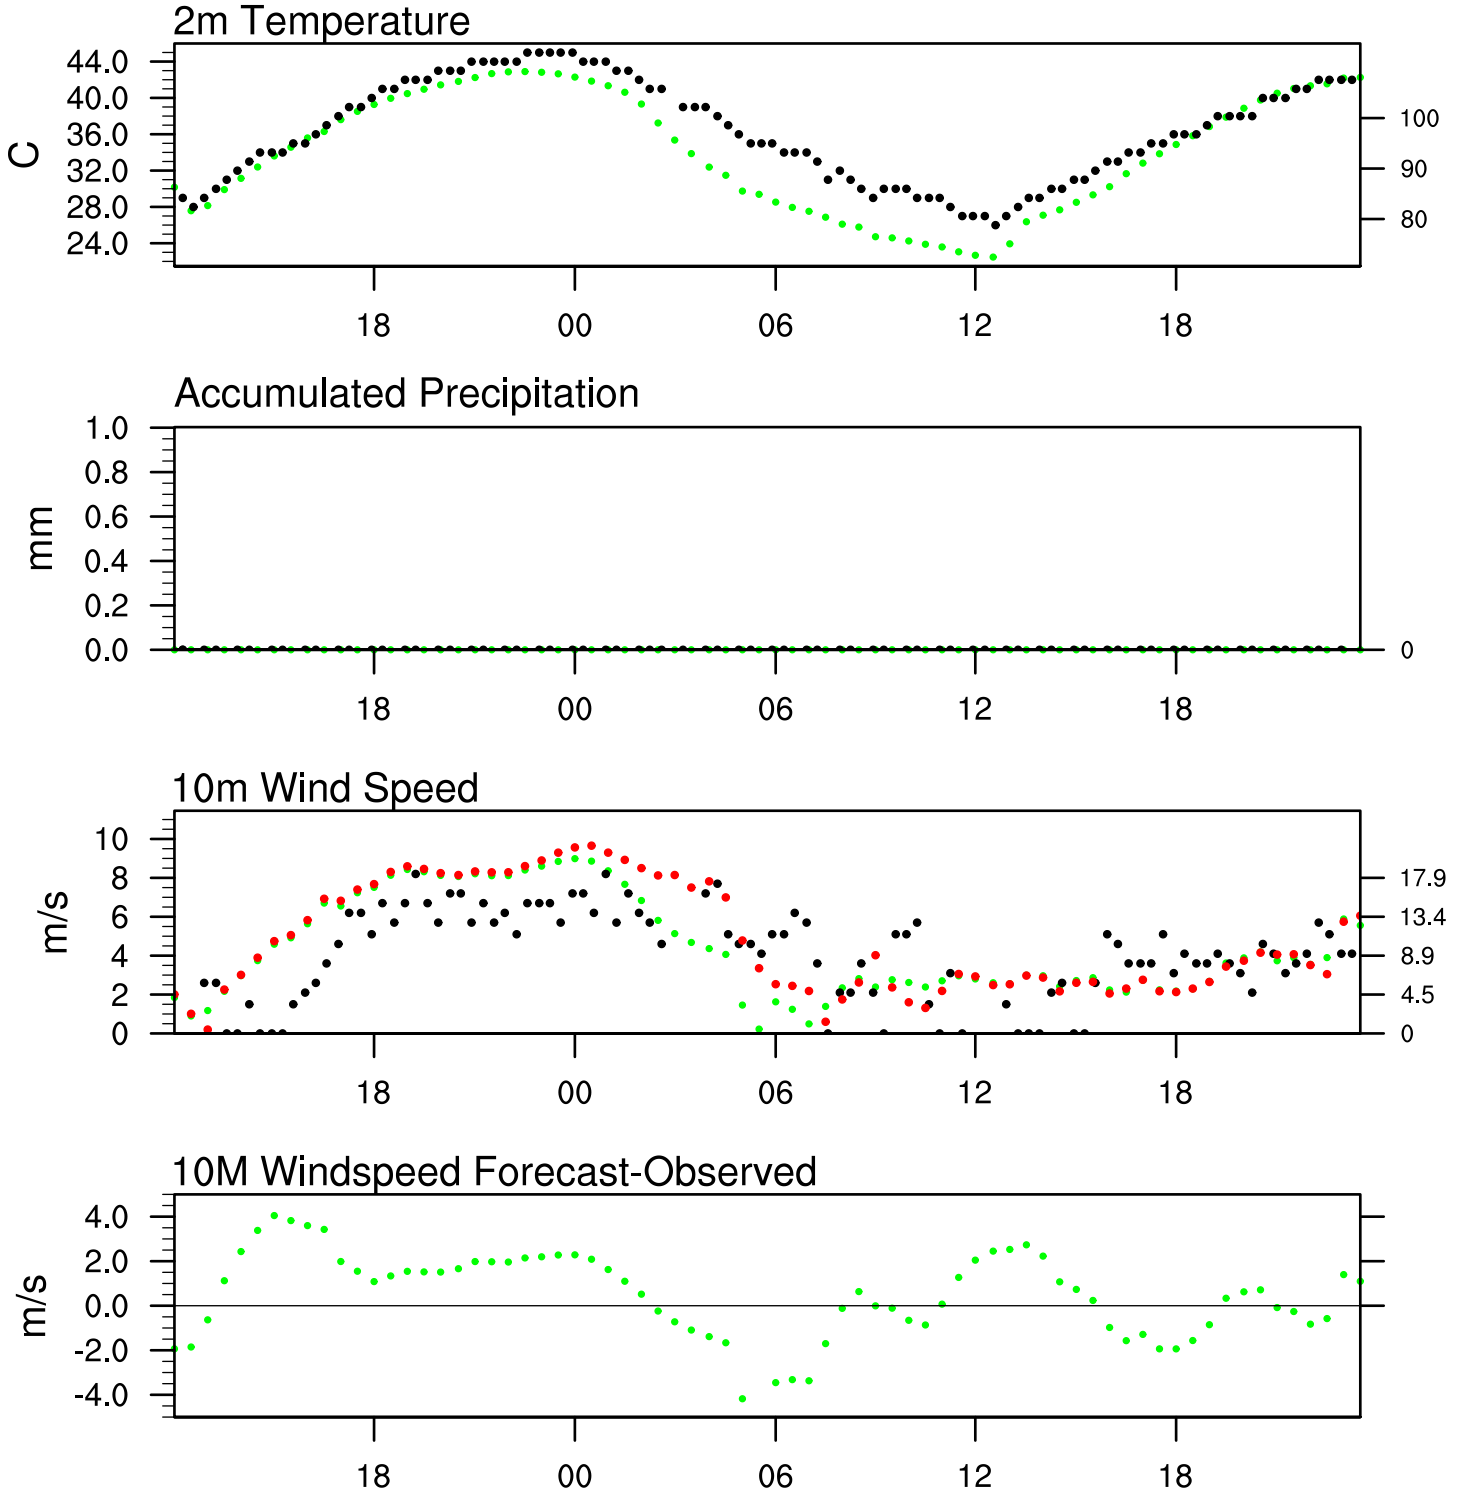 2m Temperature
44.0
40.0
36.0
32.0
28.0
24.0
C
100
90
80
18 00 06 12 18
Accumulated Precipitation
1.0
0.8
0.6
0.4
0.2
0.0
mm
0
18 00 06 12 18
10m Wind Speed
10
8
6
4
2
0
m/s
17.9
13.4
8.9
4.5
0
18 00 06 12 18
10M Windspeed Forecast-Observed
4.0
2.0
0.0
-2.0
-4.0
m/s
18 00 06 12 18